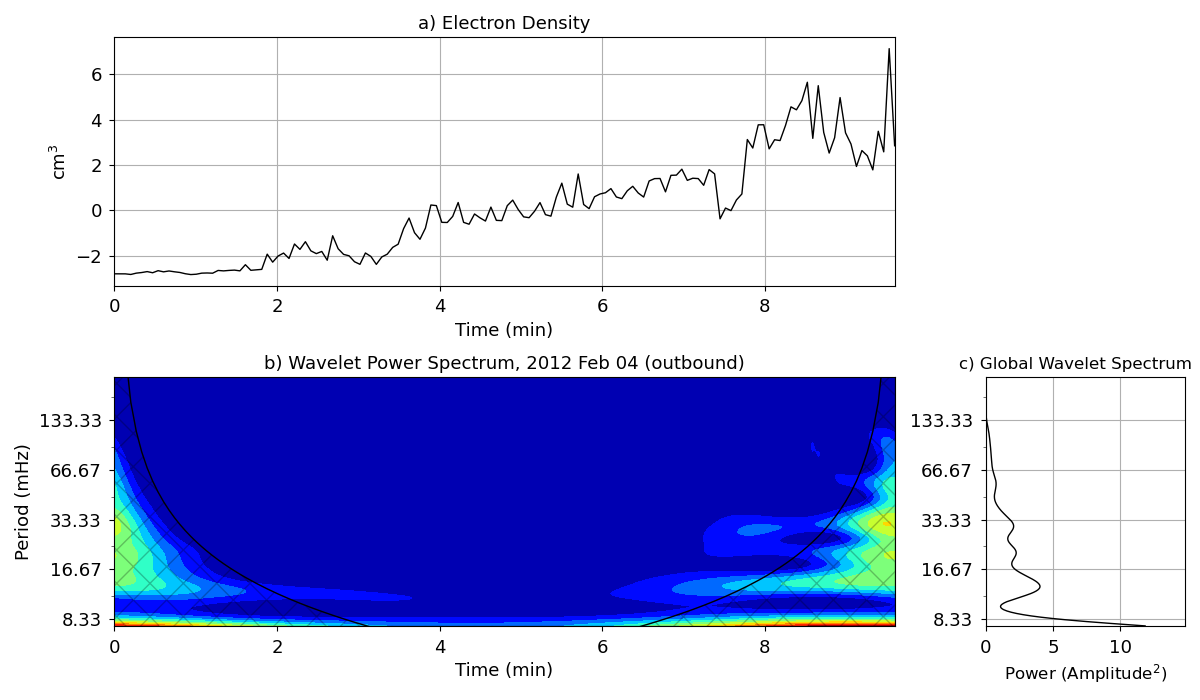 a) Electron Density
cm³
6
4
2
0
−2
0 2 4 6 8
Time (min)
b) Wavelet Power Spectrum, 2012 Feb 04 (outbound)
Period (mHz)
133.33
66.67
33.33
16.67
8.33
0 2 4 6 8
Time (min)
c) Global Wavelet Spectrum
133.33
66.67
33.33
16.67
8.33
0 5 10
Power (Amplitude²)